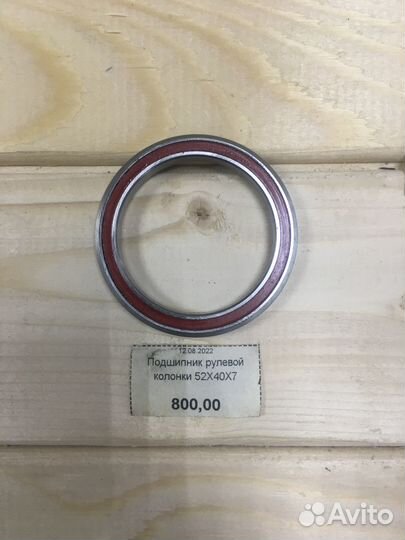 12.08.2022
Подшипник рулевой
колонки 52X40X7
800,00
Avito